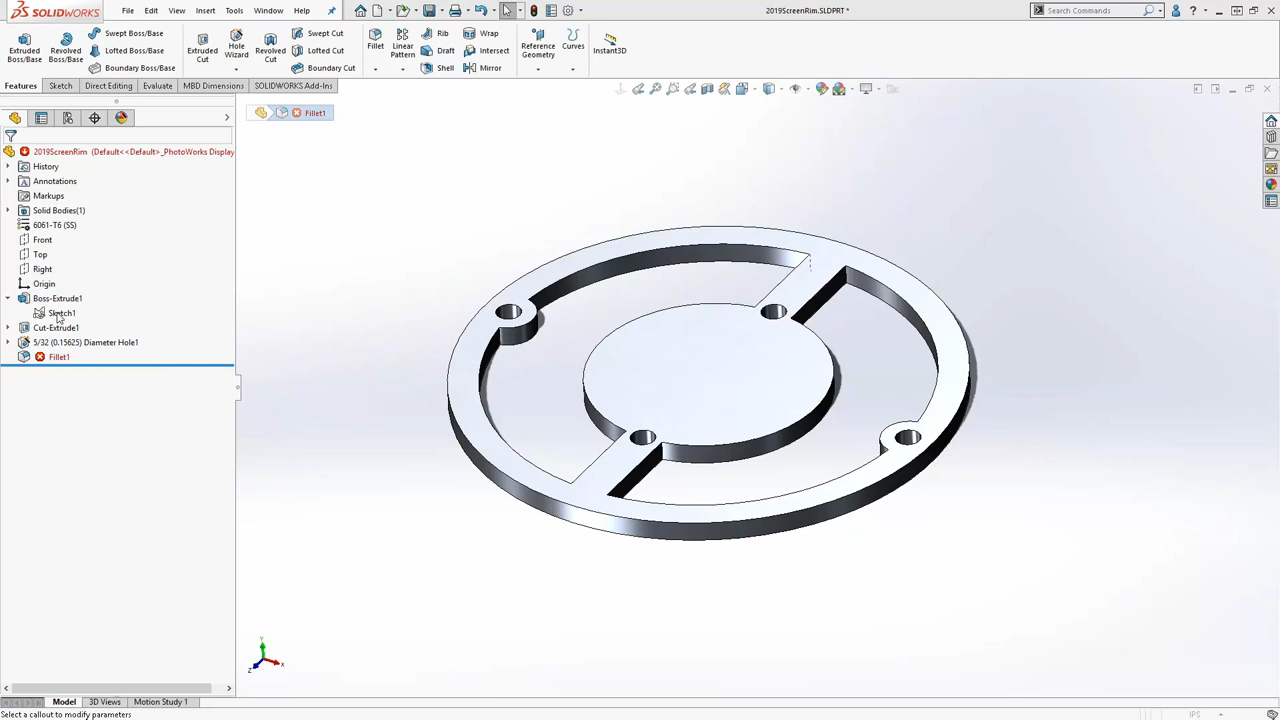 SOLIDWORKS
File
Edit
View
Insert
Tools
Window
2019ScreenRim.SLDPRT *
Search Commands
Extruded Boss/Base
Revolved Boss/Base
Swept Boss/Base
Lofted Boss/Base
Boundary Boss/Base
Extruded Cut
Hole Wizard
Revolved Cut
Swept Cut
Lofted Cut
Boundary Cut
Fillet
Linear Pattern
Rib
Draft
Shell
Wrap
Intersect
Mirror
Reference Geometry
Curves
Instant3D
Features
Sketch
Direct Editing
Evaluate
MBD Dimensions
SOLIDWORKS Add-Ins
Fillet1
2019ScreenRim (Default<<Default>_PhotoWorks Display
History
Annotations
Markups
Solid Bodies(1)
6061-T6 (SS)
Front
Top
Right
Origin
Boss-Extrude1
Sketch1
Cut-Extrude1
5/32 (0.15625) Diameter Hole1
Fillet1
Y
X
Z
Model
3D Views
Motion Study 1
Select a callout to modify parameters
IPS